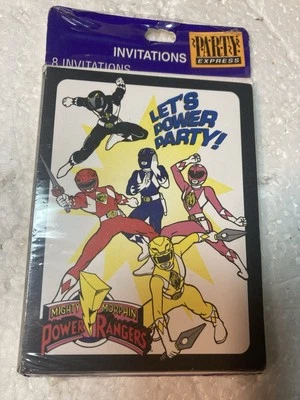 INVITATIONS
PARTY
EXPRESS
8 INVITATIONS
LET'S
POWER
PARTY!
MIGHTY MORPHIN
POWER RANGERS